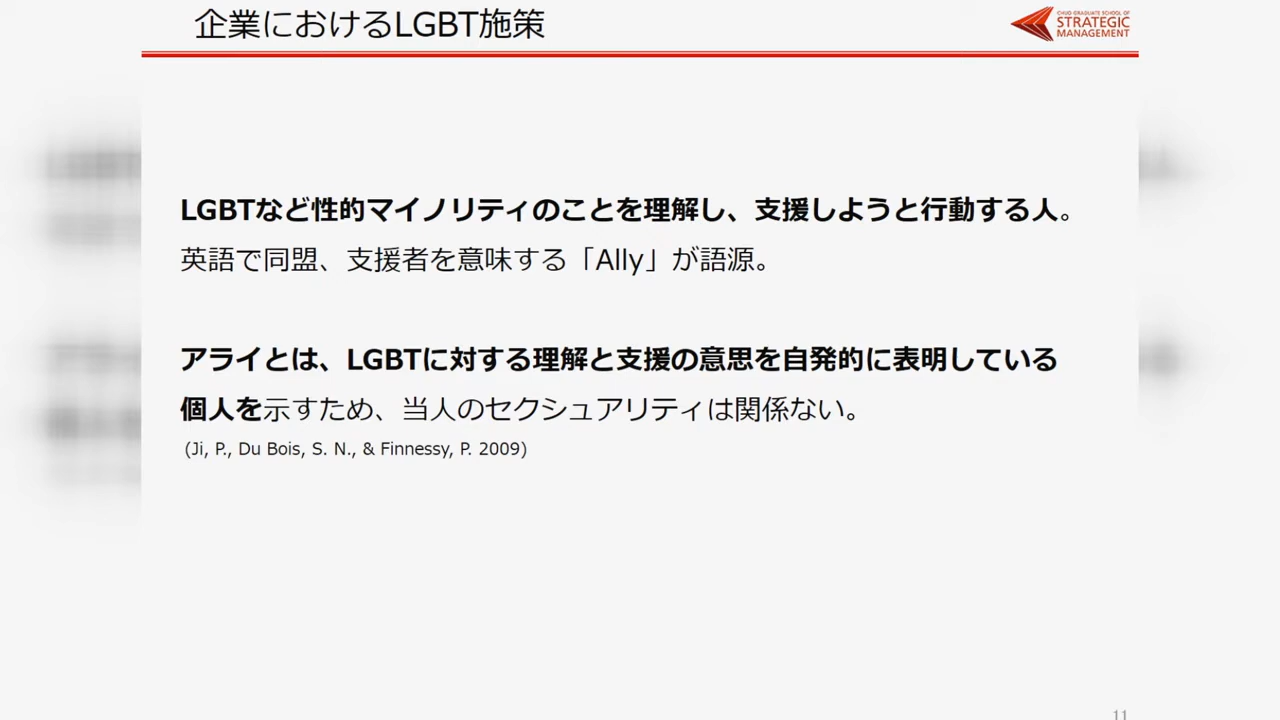 企業におけるLGBT施策
CHUO GRADUATE SCHOOL OF
STRATEGIC
MANAGEMENT
LGBTなど性的マイノリティのことを理解し、支援しようと行動する人。
英語で同盟、支援者を意味する「Ally」が語源。
アライとは、LGBTに対する理解と支援の意思を自発的に表明している
個人を示すため、当人のセクシュアリティは関係ない。
(Ji, P., Du Bois, S. N., & Finnessy, P. 2009)
11